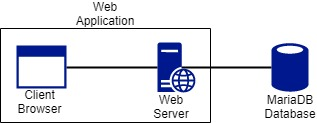 Web
Application
Client
Browser
Web
Server
MariaDB
Database